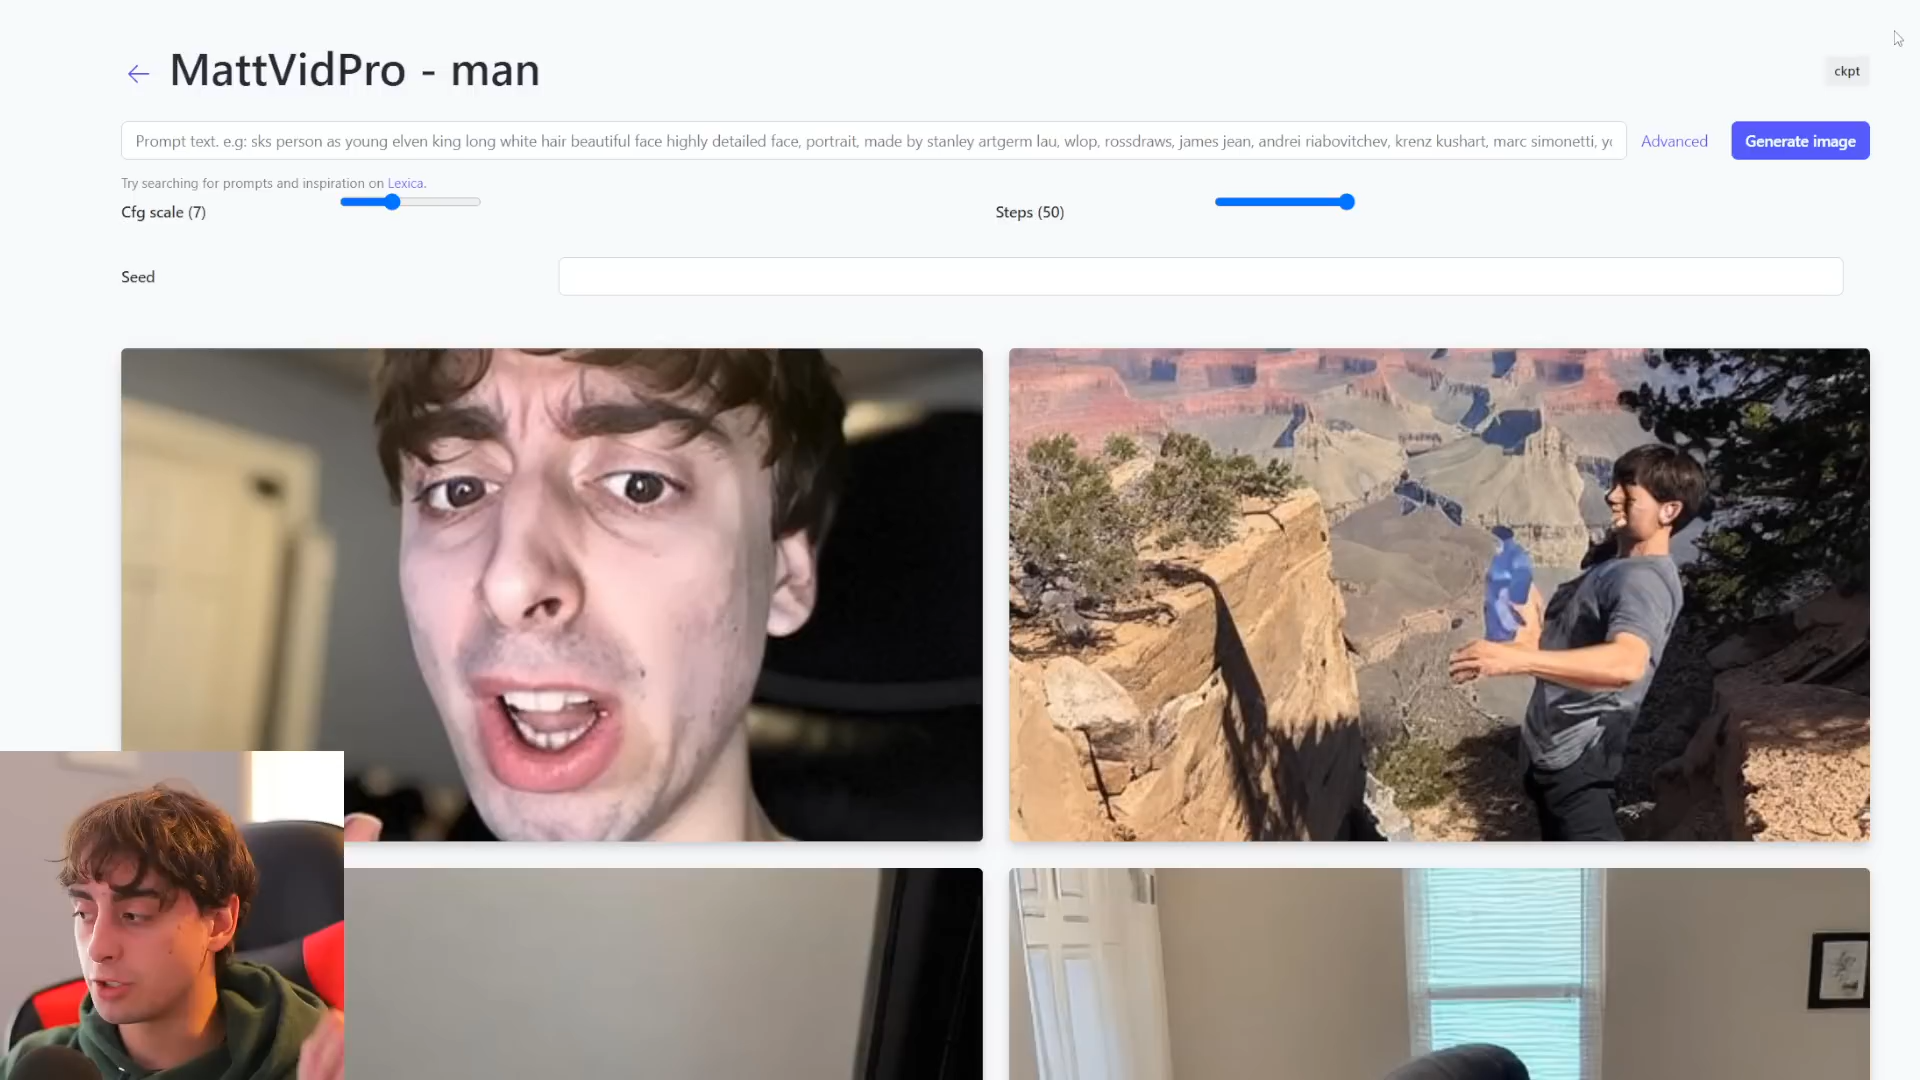 MattVidPro - man
ckpt
Prompt text. e.g: sks person as young elven king long white hair beautiful face highly detailed face, portrait, made by stanley artgerm lau, wlop, rossdraws, james jean, andrei riabovitchev, krenz kushart, marc simonetti,
Advanced
Generate image
Try searching for prompts and inspiration on Lexica.
Cfg scale (7)
Steps (50)
Seed